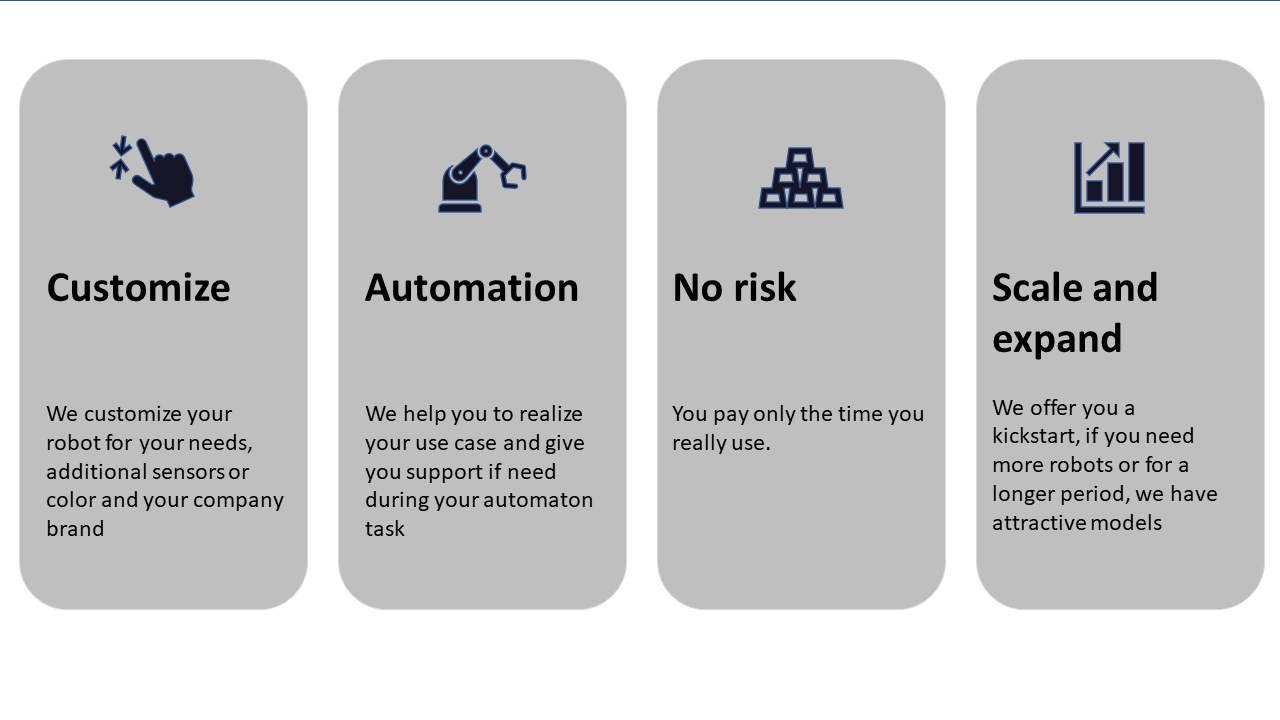 Customize
We customize your
robot for your needs,
additional sensors or
color and your company
brand
Automation
We help you to realize
your use case and give
you support if need
during your automaton
task
No risk
You pay only the time you
really use.
Scale and
expand
We offer you a
kickstart, if you need
more robots or for a
longer period, we have
attractive models